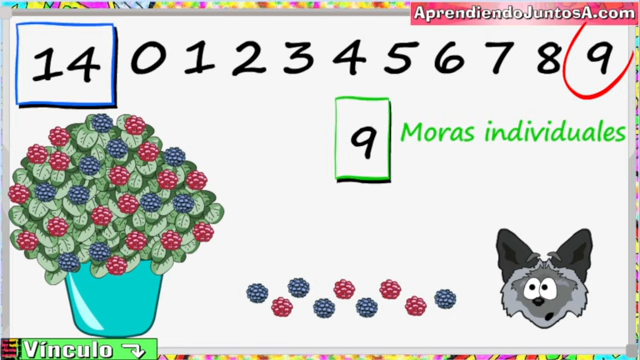 AprendiendoJuntosA.com
14 0 1 2 3 4 5 6 7 8 9
9 Moras individuales
Vínculo